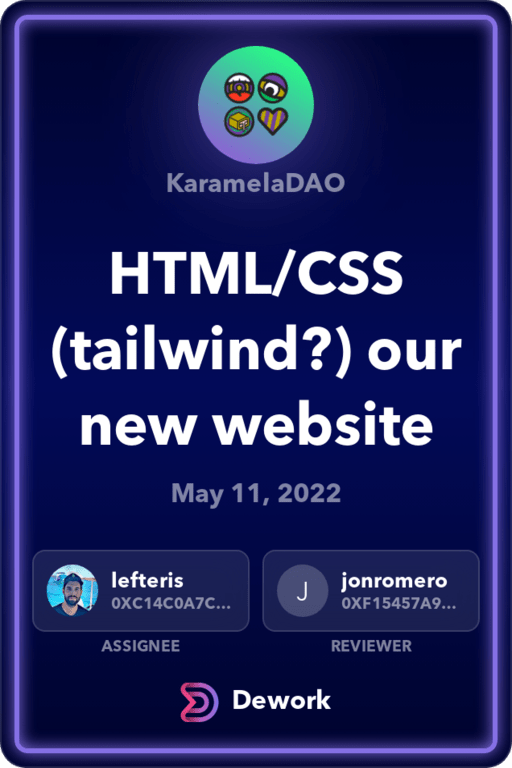 KaramelaDAO
HTML/CSS
(tailwind?) our
new website
May 11, 2022
lefteris
0XC14C0A7C...
ASSIGNEE
J
jonromero
0XF15457A9...
REVIEWER
Dework